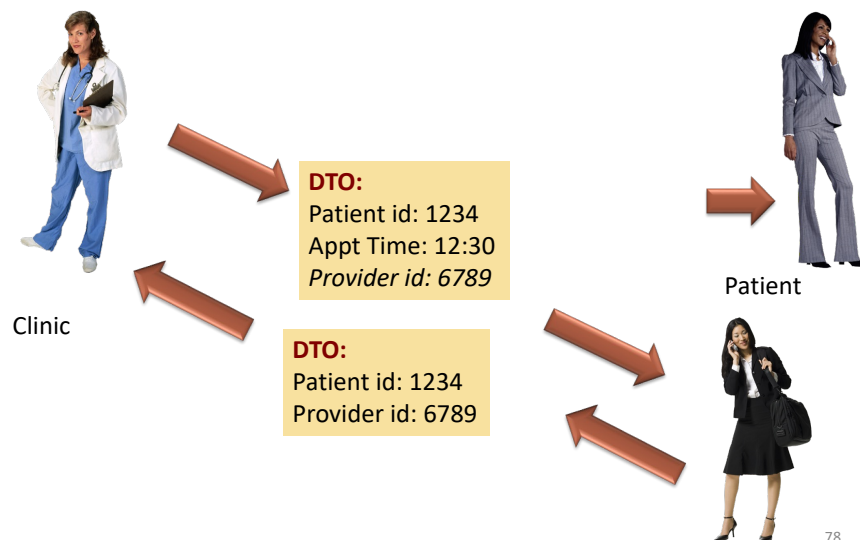 DTO:
Patient id: 1234
Appt Time: 12:30
Provider id: 6789
Patient
Clinic
DTO:
Patient id: 1234
Provider id: 6789
78